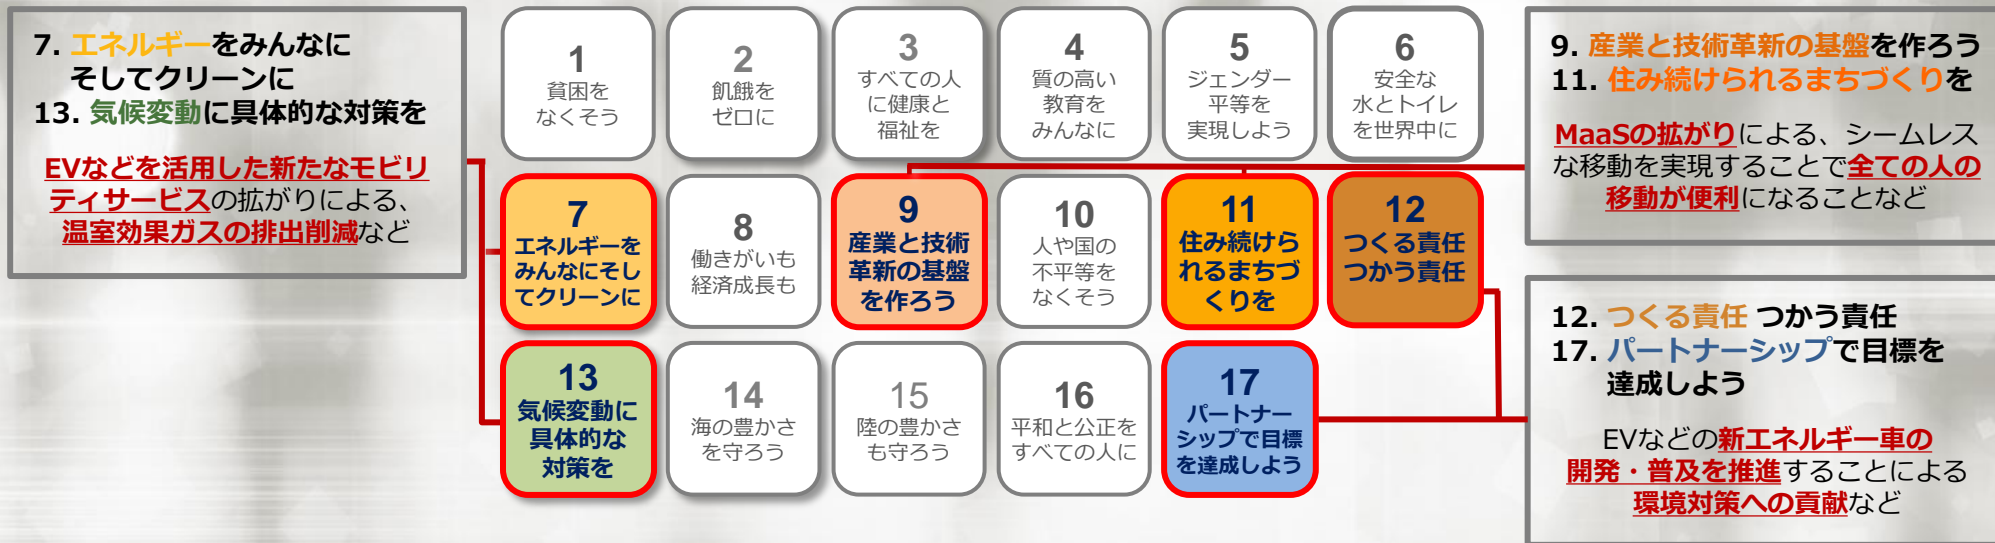 7. エネルギーをみんなに
そしてクリーンに
13. 気候変動に具体的な対策を
EVなどを活用した新たなモビリ
ティサービスの拡がりによる、
温室効果ガスの排出削減など
1
貧困を
なくそう
2
飢餓を
ゼロに
3
すべての人
に健康と
福祉を
4
質の高い
教育を
みんなに
5
ジェンダー
平等を
実現しよう
6
安全な
水とトイレ
を世界中に
7
エネルギーを
みんなにそし
てクリーンに
8
働きがいも
経済成長も
9
産業と技術
革新の基盤
を作ろう
10
人や国の
不平等を
なくそう
11
住み続けら
れるまちづ
くりを
12
つくる責任
つかう責任
13
気候変動に
具体的な
対策を
14
海の豊かさ
を守ろう
15
陸の豊かさ
も守ろう
16
平和と公正を
すべての人に
17
パートナー
シップで目標
を達成しよう
9. 産業と技術革新の基盤を作ろう
11. 住み続けられるまちづくりを
MaaSの拡がりによる、シームレス
な移動を実現することで全ての人の
移動が便利になることなど
12. つくる責任 つかう責任
17. パートナーシップで目標を
達成しよう
EVなどの新エネルギー車の
開発・普及を推進することによる
環境対策への貢献など